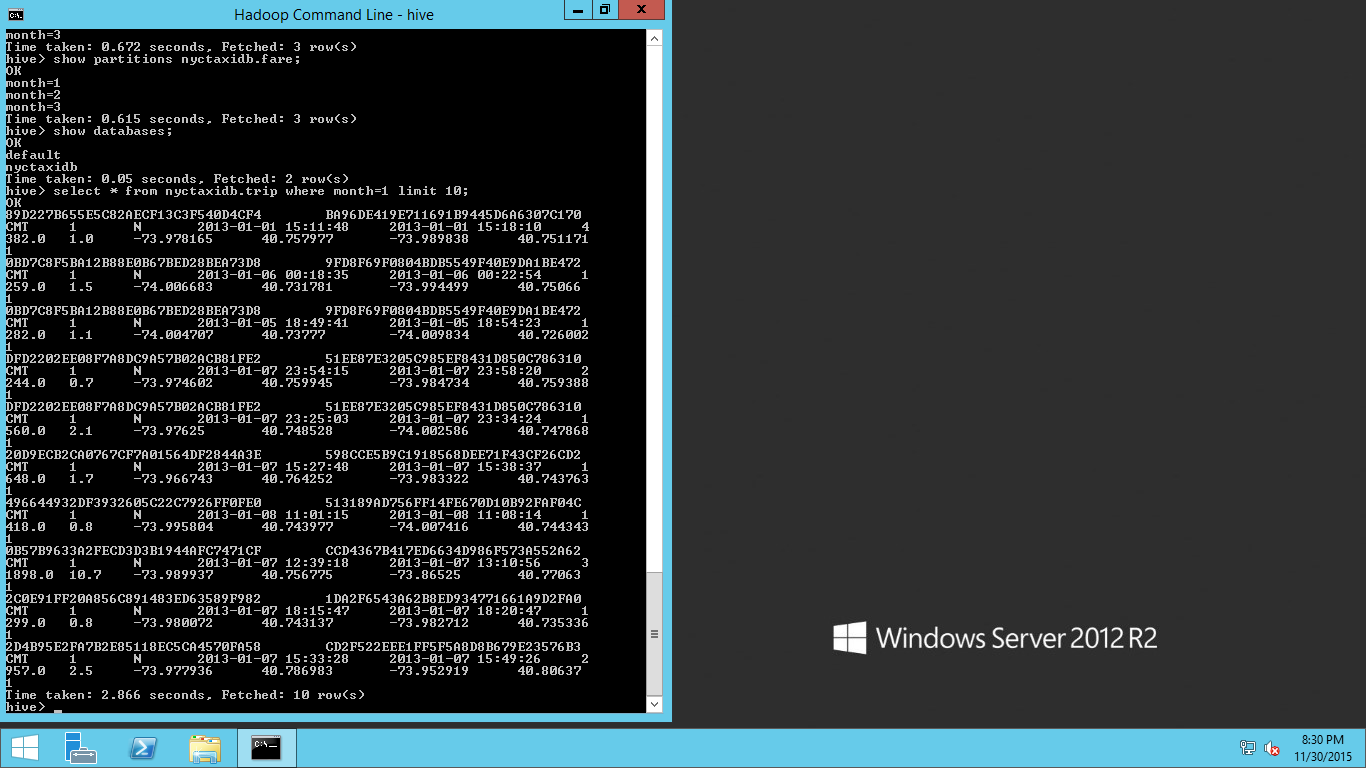 Hadoop Command Line - hive
month=3
Time taken: 0.672 seconds, Fetched: 3 row(s)
hive> show partitions nyctaxidb.fare;
OK
month=1
month=2
month=3
Time taken: 0.615 seconds, Fetched: 3 row(s)
hive> show databases;
OK
default
nyctaxidb
Time taken: 0.05 seconds, Fetched: 2 row(s)
hive> select * from nyctaxidb.trip where month=1 limit 10;
OK
89D227B655E5C82AECF13C3F540D4CF4 BA96DE419E711691B9445D6A6307C170
CMT 1 N 2013-01-01 15:11:48 2013-01-01 15:18:10 4
382.0 1.0 -73.978165 40.757977 -73.989838 40.751171
1
0BD7C8F5BA12B88E0B67BED28BEA73D8 9FD8F69F0804BDB5549F40E9DA1BE472
CMT 1 N 2013-01-06 00:18:35 2013-01-06 00:22:54 1
259.0 1.5 -74.006683 40.731781 -73.994499 40.75066
1
0BD7C8F5BA12B88E0B67BED28BEA73D8 9FD8F69F0804BDB5549F40E9DA1BE472
CMT 1 N 2013-01-05 18:49:41 2013-01-05 18:54:23 1
282.0 1.1 -74.004707 40.73777 -74.009834 40.726002
1
DFD2202EE08F7A8DC9A57B02ACB81FE2 51EE87E3205C985EF8431D850C786310
CMT 1 N 2013-01-07 23:54:15 2013-01-07 23:58:20 2
244.0 0.7 -73.974602 40.759945 -73.984734 40.759388
1
DFD2202EE08F7A8DC9A57B02ACB81FE2 51EE87E3205C985EF8431D850C786310
CMT 1 N 2013-01-07 23:25:03 2013-01-07 23:34:24 1
560.0 2.1 -73.97625 40.748528 -74.002586 40.747868
1
20D9ECB2CA0767CF7A01564DF2844A3E 598CCE5B9C1918568DEE71F43CF26CD2
CMT 1 N 2013-01-07 15:27:48 2013-01-07 15:38:37 1
648.0 1.7 -73.966743 40.764252 -73.983322 40.743763
1
496644932DF3932605C22C7926FF0FE0 513189AD756FF14FE670D10B92FAF04C
CMT 1 N 2013-01-08 11:01:15 2013-01-08 11:08:14 1
418.0 0.8 -73.995804 40.743977 -74.007416 40.744343
1
0B57B9633A2FECD3D3B1944AFC7471CF CCD4367B417ED6634D986F573A552A62
CMT 1 N 2013-01-07 12:39:18 2013-01-07 13:10:56 3
1898.0 10.7 -73.989937 40.756775 -73.86525 40.77063
1
2C0E91FF20A856C891483ED63589F982 1DA2F6543A62B8ED934771661A9D2FA0
CMT 1 N 2013-01-07 18:15:47 2013-01-07 18:20:47 1
299.0 0.8 -73.980072 40.743137 -73.982712 40.735336
1
2D4B95E2FA7B2E85118EC5CA4570FA58 CD2F522EEE1FF5F5A8D8B679E23576B3
CMT 1 N 2013-01-07 15:33:28 2013-01-07 15:49:26 2
957.0 2.5 -73.977936 40.786983 -73.952919 40.80637
1
Time taken: 2.866 seconds, Fetched: 10 row(s)
hive> _
Windows Server 2012 R2
8:30 PM
11/30/2015